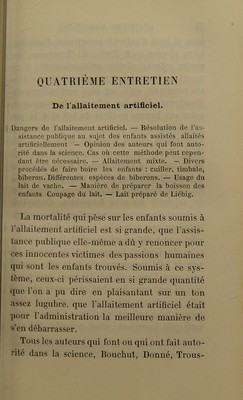 QUATRIÈME ENTRETIEN
De l'allaitement artificiel.
Dangers de l'allaitement artificiel. — Résolution de l'as-
sistance publique au sujet des enfants assistés allaités
artificiellement — Opinion des auteurs qui font auto-
rité dans la science. Cas où cette méthode peut cepen-
dant être nécessaire. — Allaitement mixte. — Divers
procédés de faire boire les enfants : cuiller, timbale,
biberon. Différentes espèces de biberons. — Usage du
lait de vache. — Manière de préparer la boisson des
enfants Coupage du lait. — Lait préparé de Liébig.
La mortalité qui pèse sur les enfants soumis à
l'allaitement artificiel est si grande, que l'assis-
tance publique elle-même a dû y renoncer pour
ces innocentes victimes des passions humaines
qui sont les enfants trouvés. Soumis à ce sys-
tème, ceux-ci périssaient en si grande quantité
que l'on a pu dire en plaisantant sur un ton
assez lugubre, que l'allaitement artificiel était
pour l'administration la meilleure manière de
s'en débarrasser.
Tous les auteurs qui font ou qui ont fait auto-
rité dans la science, Bouchut, Donné, Trous-